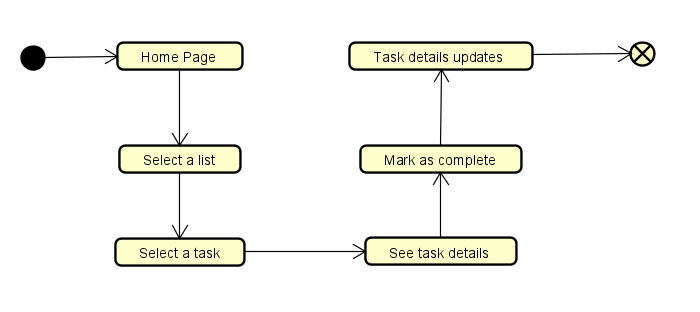 Home Page
Select a list
Select a task
See task details
Mark as complete
Task details updates